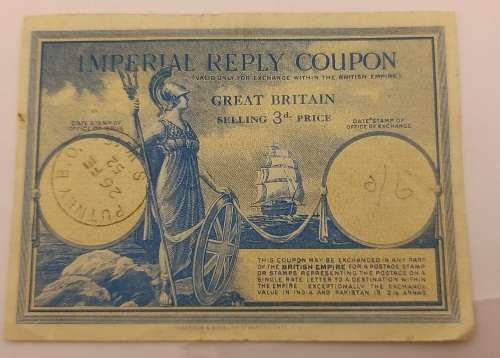 IMPERIAL REPLY COUPON
(VALID ONLY FOR EXCHANGE WITHIN THE BRITISH EMPIRE)
GREAT BRITAIN
SELLING 3d. PRICE
DATE STAMP OF
OFFICE OF ISSUE
DATE STAMP OF
OFFICE OF EXCHANGE
PUTNEY B.O.
S.W.
25 FE
52
THIS COUPON MAY BE EXCHANGED IN ANY PART
OF THE BRITISH EMPIRE FOR A POSTAGE STAMP
OR STAMPS REPRESENTING THE POSTAGE ON A
SINGLE RATE LETTER TO A DESTINATION WITHIN
THE EMPIRE. EXCEPTIONALLY THE EXCHANGE
VALUE IN INDIA AND PAKISTAN IS 2½ ANNAS